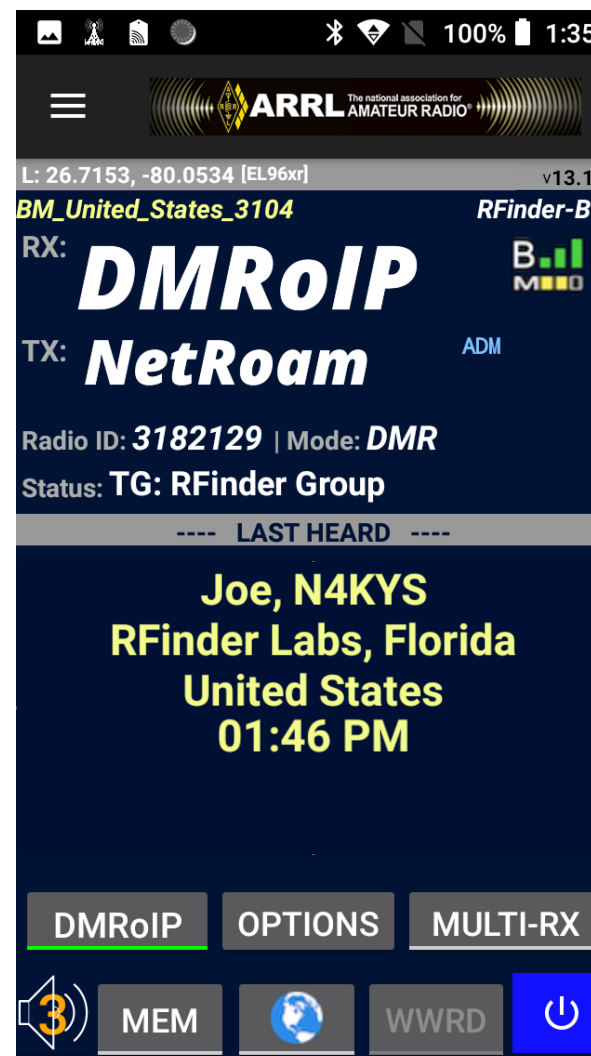 100% 1:35
ARRL The national association for AMATEUR RADIO®
L: 26.7153, -80.0534 [EL96xr] v13.1
BM_United_States_3104 RFinder-B
RX: DMRoIP B
M
TX: NetRoam ADM
Radio ID: 3182129 | Mode: DMR
Status: TG: RFinder Group
---- LAST HEARD ----
Joe, N4KYS
RFinder Labs, Florida
United States
01:46 PM
DMRoIP OPTIONS MULTI-RX
3 MEM WWRD